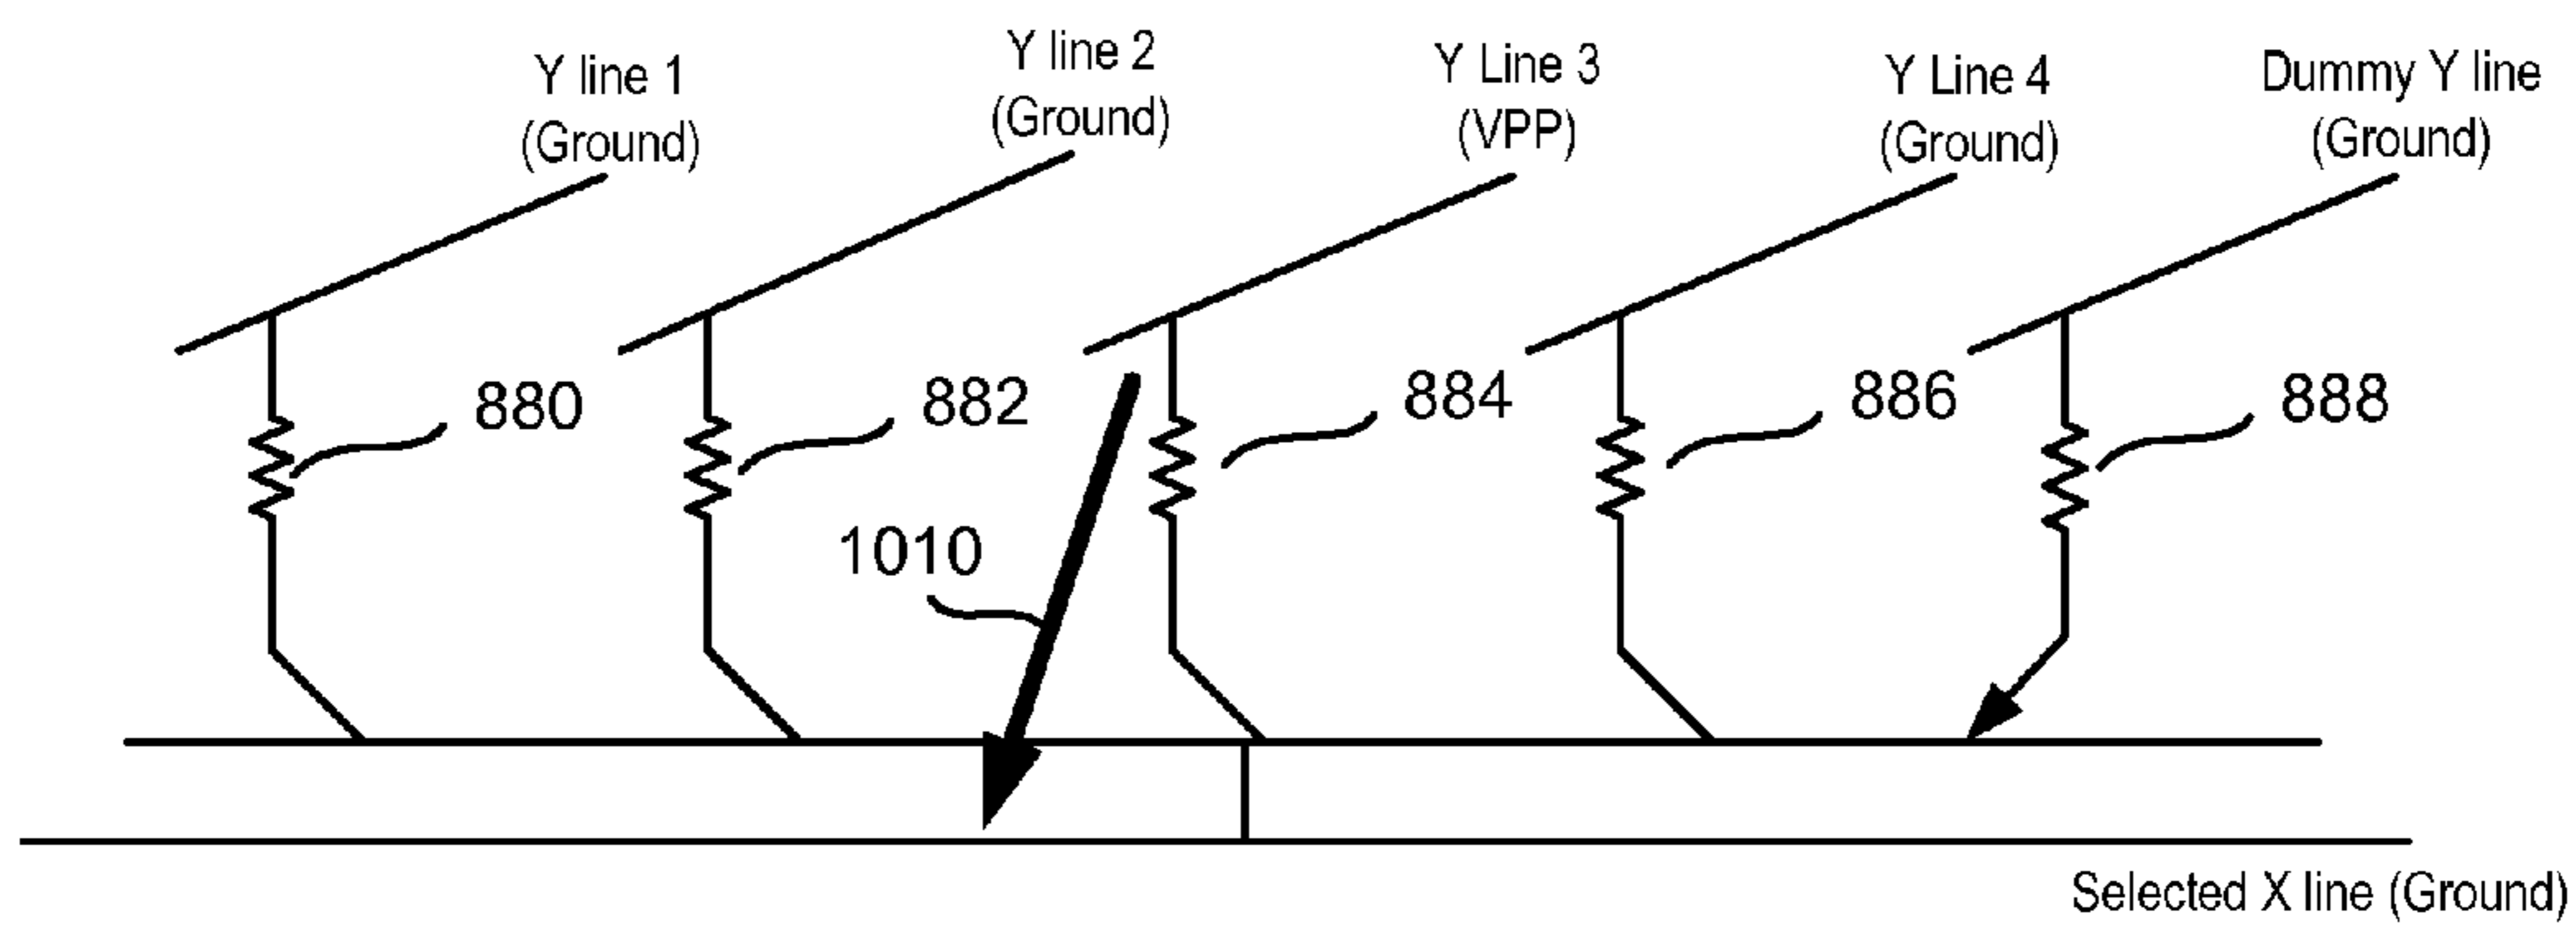 Y line 1
(Ground)
Y line 2
(Ground)
Y Line 3
(VPP)
Y Line 4
(Ground)
Dummy Y line
(Ground)
880
882
884
886
888
1010
Selected X line (Ground)